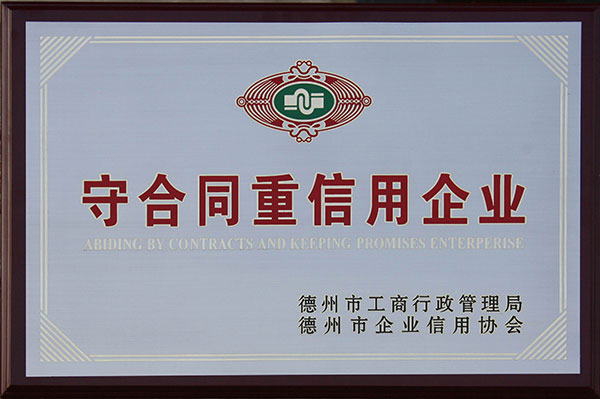 守合同重信用企业
ABIDING BY CONTRACTS AND KEEPING PROMISES ENTERPERISE
德州市工商行政管理局
德州市企业信用协会